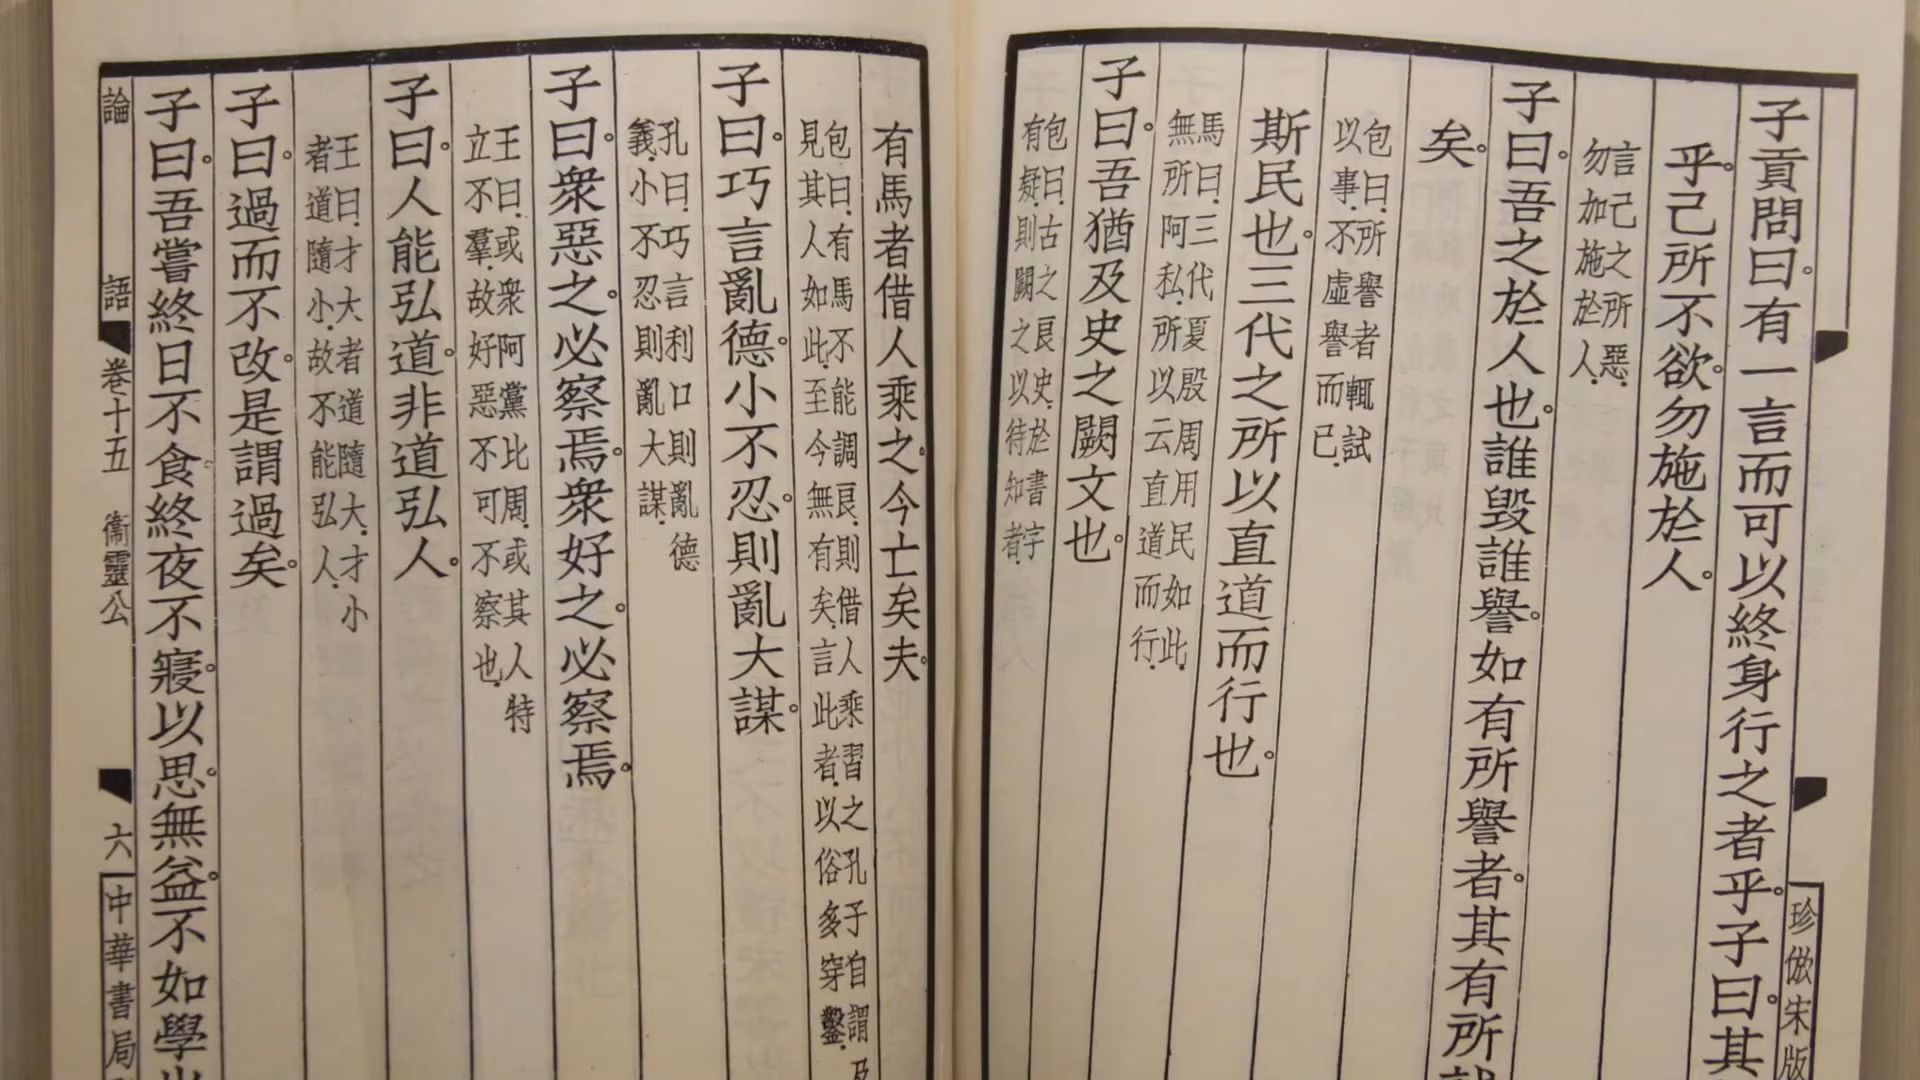 珍倣宋版
子貢問曰。有一言而可以終身行之者乎。子曰。其
乎。己所不欲。勿施於人。
言己之所惡.
勿加施於人.
子曰。吾之於人也。誰毀誰譽。如有所譽者。其有所
矣。
包曰.所譽者輒試
以事.不虛譽而已.
斯民也。三代之所以直道而行也。
馬曰.三代夏殷周用民如此.
無所阿私.所以云直道而行.
子曰。吾猶及史之闕文也。
包曰.古之良史.於書字
有疑則闕之以待知者.
有馬者借人乘之。今亡矣夫。
包曰.有馬不能調良.則借人乘習之孔子自謂及
見其人如此.至今無有矣.言此者.以俗多穿鑿.
子曰。巧言亂德。小不忍。則亂大謀。
孔曰.巧言利口則亂德
義.小不忍則亂大謀.
子曰。衆惡之。必察焉。衆好之。必察焉。
王曰.或衆阿黨比周.或其人特
立不羣.故好惡不可不察也.
子曰。人能弘道。非道弘人。
王曰.才大者道隨大.才小
者道隨小.故不能弘人.
子曰。過而不改。是謂過矣。
子曰。吾嘗終日不食。終夜不寢。以思。無益。不如學
論語 卷十五 衞靈公 六 中華書局